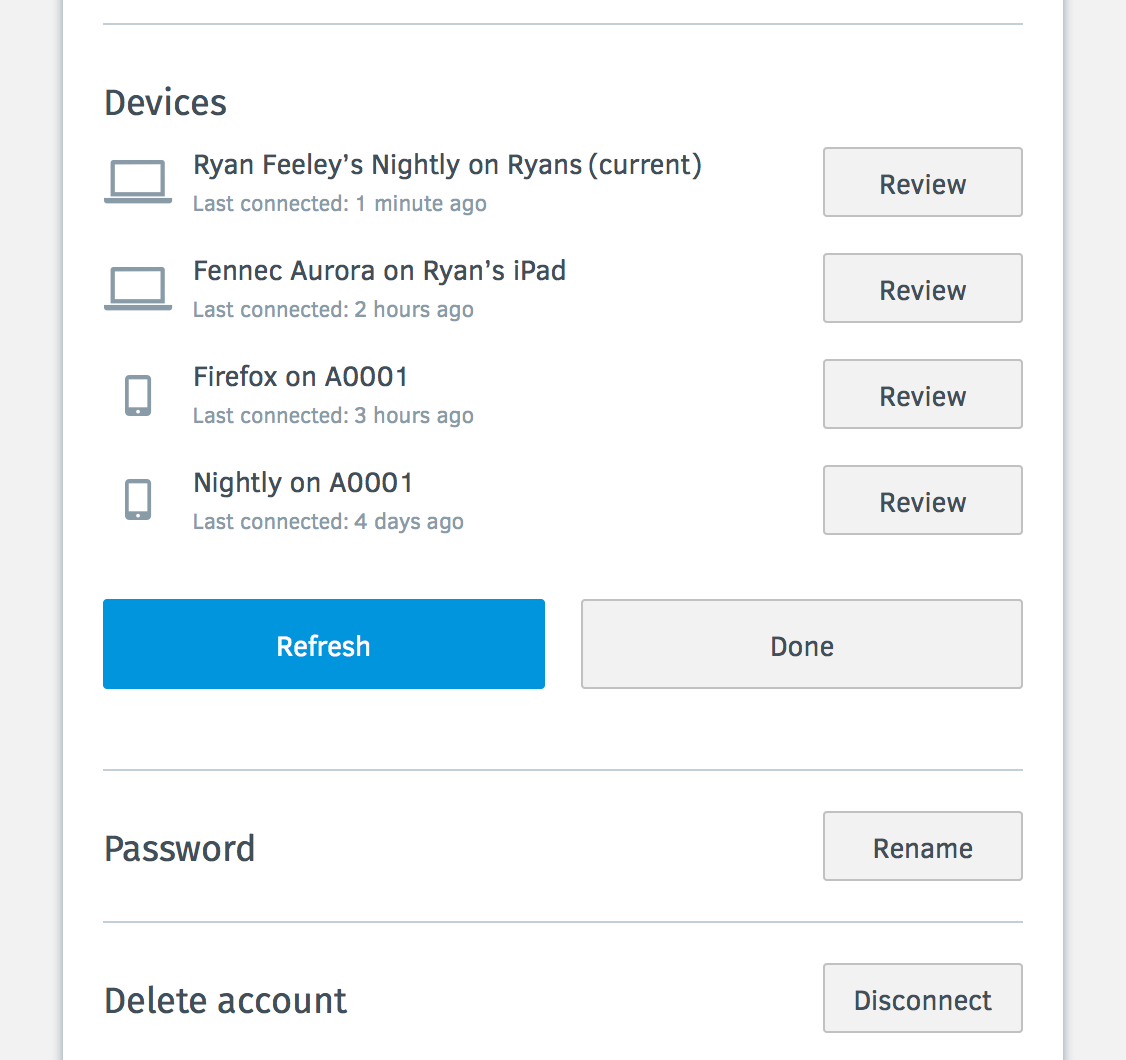 Devices
Ryan Feeley’s Nightly on Ryans (current)
Last connected: 1 minute ago
Review
Fennec Aurora on Ryan’s iPad
Last connected: 2 hours ago
Review
Firefox on A0001
Last connected: 3 hours ago
Review
Nightly on A0001
Last connected: 4 days ago
Review
Refresh
Done
Password
Rename
Delete account
Disconnect